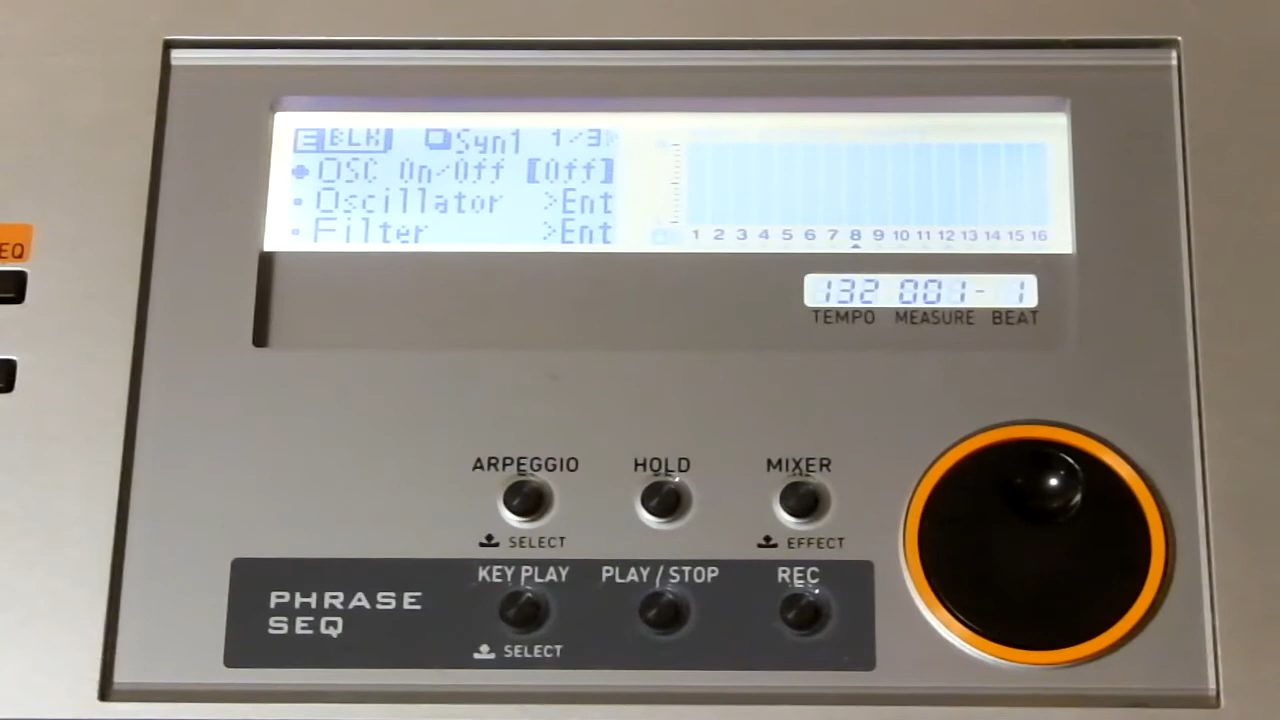 E BLK Syn1 1/3
OSC On/Off [Off]
Oscillator >Ent
Filter >Ent
1 2 3 4 5 6 7 8 9 10 11 12 13 14 15 16
132 001- 1
TEMPO MEASURE BEAT
EQ
ARPEGGIO HOLD MIXER
SELECT EFFECT
KEY PLAY PLAY / STOP REC
PHRASE
SEQ
SELECT